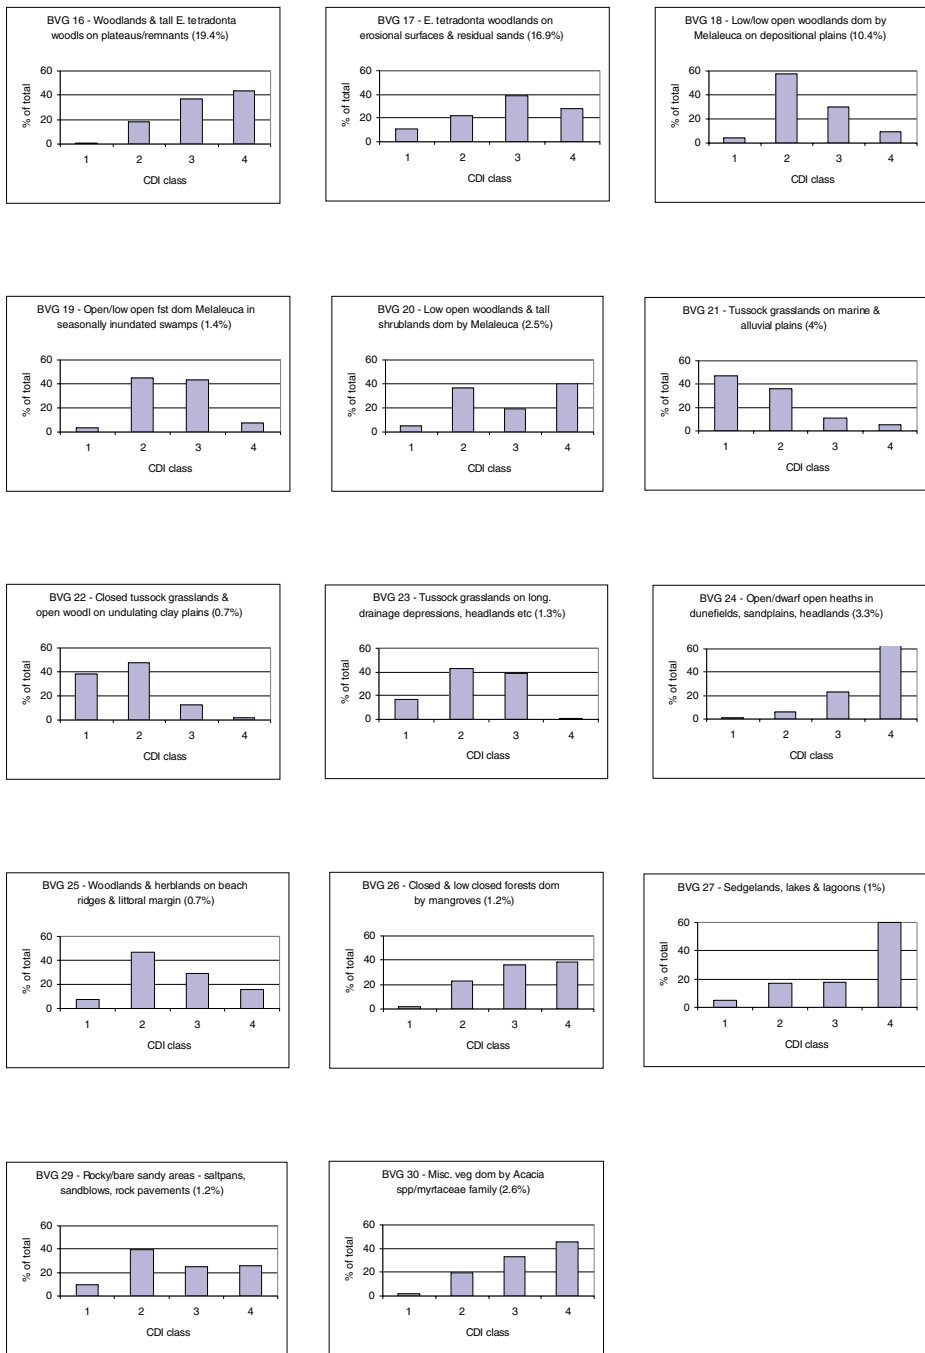 BVG 16 - Woodlands & tall E. tetradonta
woodls on plateaus/remnants (19.4%)
60
40
20
0
% of total
1 2 3 4
CDI class
BVG 17 - E. tetradonta woodlands on
erosional surfaces & residual sands (16.9%)
60
40
20
0
% of total
1 2 3 4
CDI class
BVG 18 - Low/low open woodlands dom by
Melaleuca on depositional plains (10.4%)
60
40
20
0
% of total
1 2 3 4
CDI class
BVG 19 - Open/low open fst dom Melaleuca in
seasonally inundated swamps (1.4%)
60
40
20
0
% of total
1 2 3 4
CDI class
BVG 20 - Low open woodlands & tall
shrublands dom by Melaleuca (2.5%)
60
40
20
0
% of total
1 2 3 4
CDI class
BVG 21 - Tussock grasslands on marine &
alluvial plains (4%)
60
40
20
0
% of total
1 2 3 4
CDI class
BVG 22 - Closed tussock grasslands &
open woodl on undulating clay plains (0.7%)
60
40
20
0
% of total
1 2 3 4
CDI class
BVG 23 - Tussock grasslands on long.
drainage depressions, headlands etc (1.3%)
60
40
20
0
% of total
1 2 3 4
CDI class
BVG 24 - Open/dwarf open heaths in
dunefields, sandplains, headlands (3.3%)
60
40
20
0
% of total
1 2 3 4
CDI class
BVG 25 - Woodlands & herblands on beach
ridges & littoral margin (0.7%)
60
40
20
0
% of total
1 2 3 4
CDI class
BVG 26 - Closed & low closed forests dom
by mangroves (1.2%)
60
40
20
0
% of total
1 2 3 4
CDI class
BVG 27 - Sedgelands, lakes & lagoons (1%)
60
40
20
0
% of total
1 2 3 4
CDI class
BVG 29 - Rocky/bare sandy areas - saltpans,
sandblows, rock pavements (1.2%)
60
40
20
0
% of total
1 2 3 4
CDI class
BVG 30 - Misc. veg dom by Acacia
spp/myrtaceae family (2.6%)
60
40
20
0
% of total
1 2 3 4
CDI class